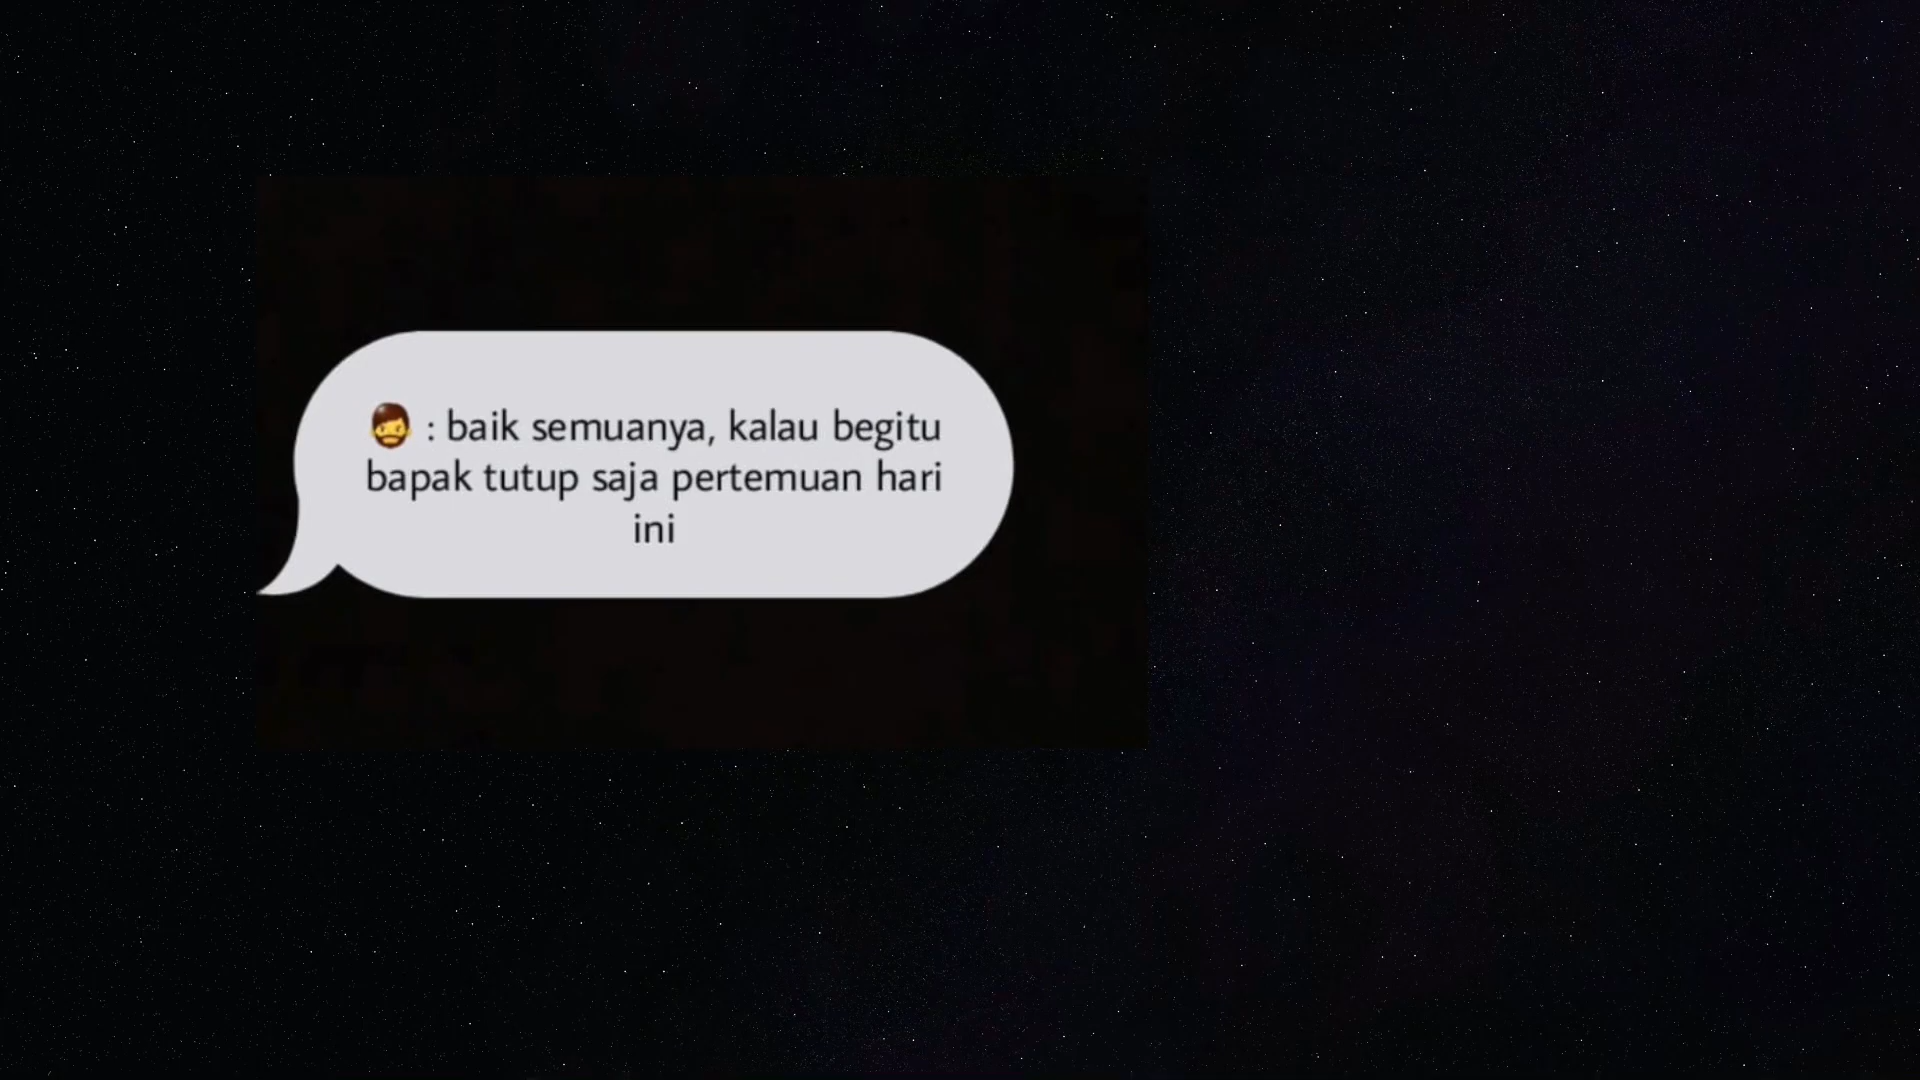 🧔 : baik semuanya, kalau begitu
bapak tutup saja pertemuan hari
ini